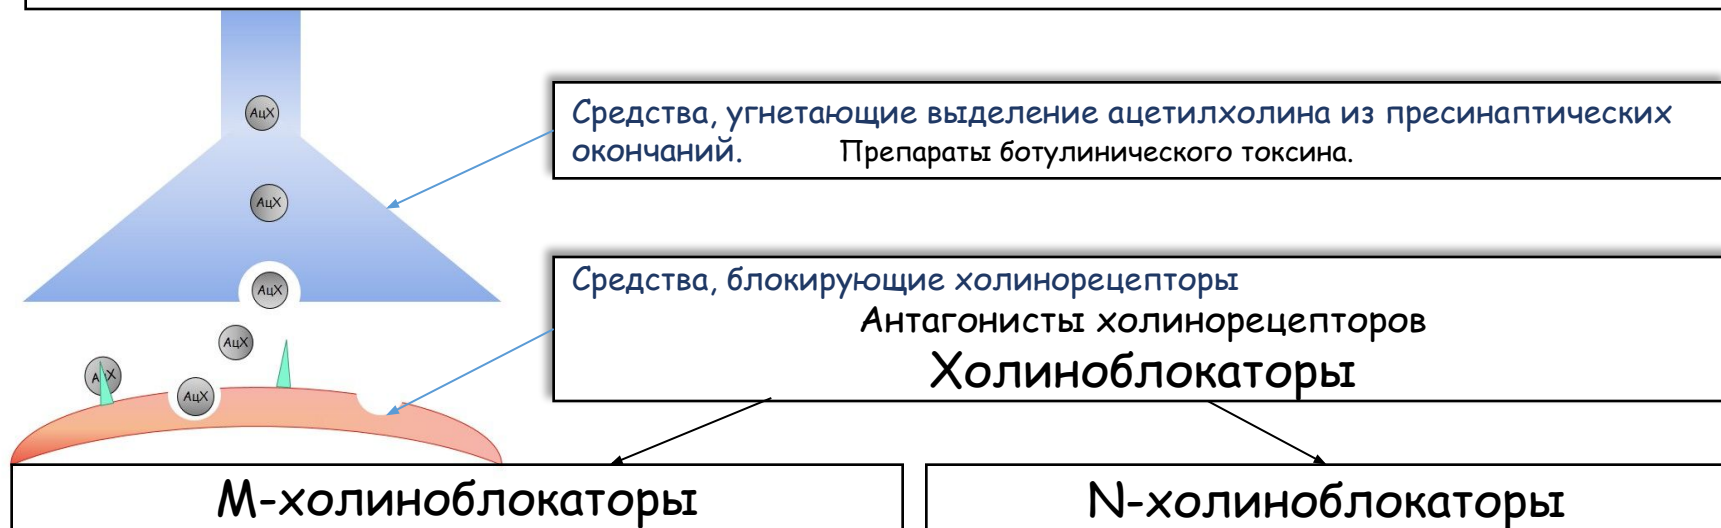 АцХ
Средства, угнетающие выделение ацетилхолина из пресинаптических
окончаний. Препараты ботулинического токсина.
АцХ
АцХ
Средства, блокирующие холинорецепторы
Антагонисты холинорецепторов
Холиноблокаторы
АцХ
АцХ
АцХ
М-холиноблокаторы
N-холиноблокаторы